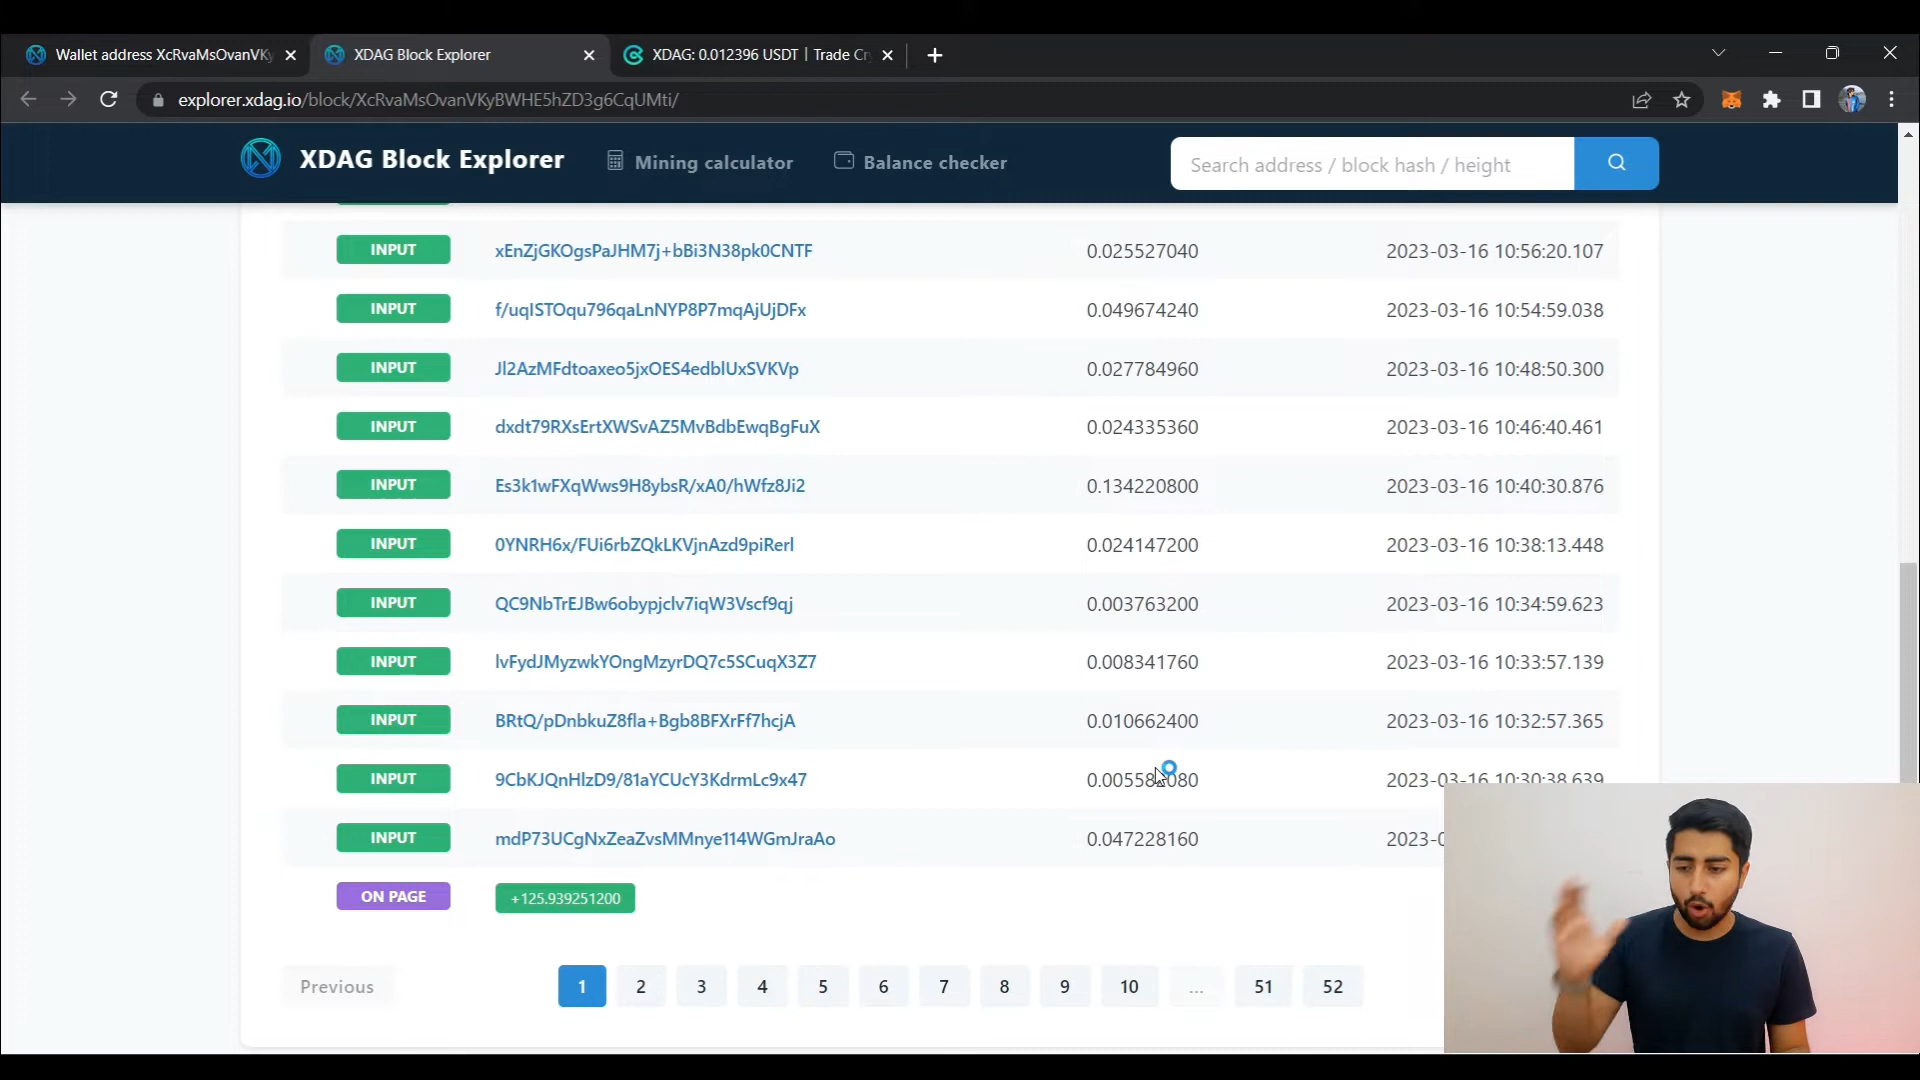 Wallet address XcRvaMsOvanVKy
XDAG Block Explorer
XDAG: 0.012396 USDT | Trade Cr
explorer.xdag.io/block/XcRvaMsOvanVKyBWHE5hZD3g6CqUMti/
XDAG Block Explorer
Mining calculator
Balance checker
Search address / block hash / height
INPUT xEnZjGKOgsPaJHM7j+bBi3N38pk0CNTF 0.025527040 2023-03-16 10:56:20.107
INPUT f/uqISTOqu796qaLnNYP8P7mqAjUjDFx 0.049674240 2023-03-16 10:54:59.038
INPUT Jl2AzMFdtoaxeo5jxOES4edblUxSVKVp 0.027784960 2023-03-16 10:48:50.300
INPUT dxdt79RXsErtXWSvAZ5MvBdbEwqBgFuX 0.024335360 2023-03-16 10:46:40.461
INPUT Es3k1wFXqWws9H8ybsR/xA0/hWfz8Ji2 0.134220800 2023-03-16 10:40:30.876
INPUT 0YNRH6x/FUi6rbZQkLKVjnAzd9piRerl 0.024147200 2023-03-16 10:38:13.448
INPUT QC9NbTrEJBw6obypjclv7iqW3Vscf9qj 0.003763200 2023-03-16 10:34:59.623
INPUT lvFydJMyzwkYOngMzyrDQ7c5SCuqX3Z7 0.008341760 2023-03-16 10:33:57.139
INPUT BRtQ/pDnbkuZ8fla+Bgb8BFXrFf7hcjA 0.010662400 2023-03-16 10:32:57.365
INPUT 9CbKJQnHlzD9/81aYCUcY3KdrmLc9x47 2023-03-16 10:30:38.639
INPUT mdP73UCgNxZeaZvsMMnye114WGmJraAo 0.047228160
ON PAGE +125.939251200
Previous 1 2 3 4 5 6 7 8 9 10 ... 51 52